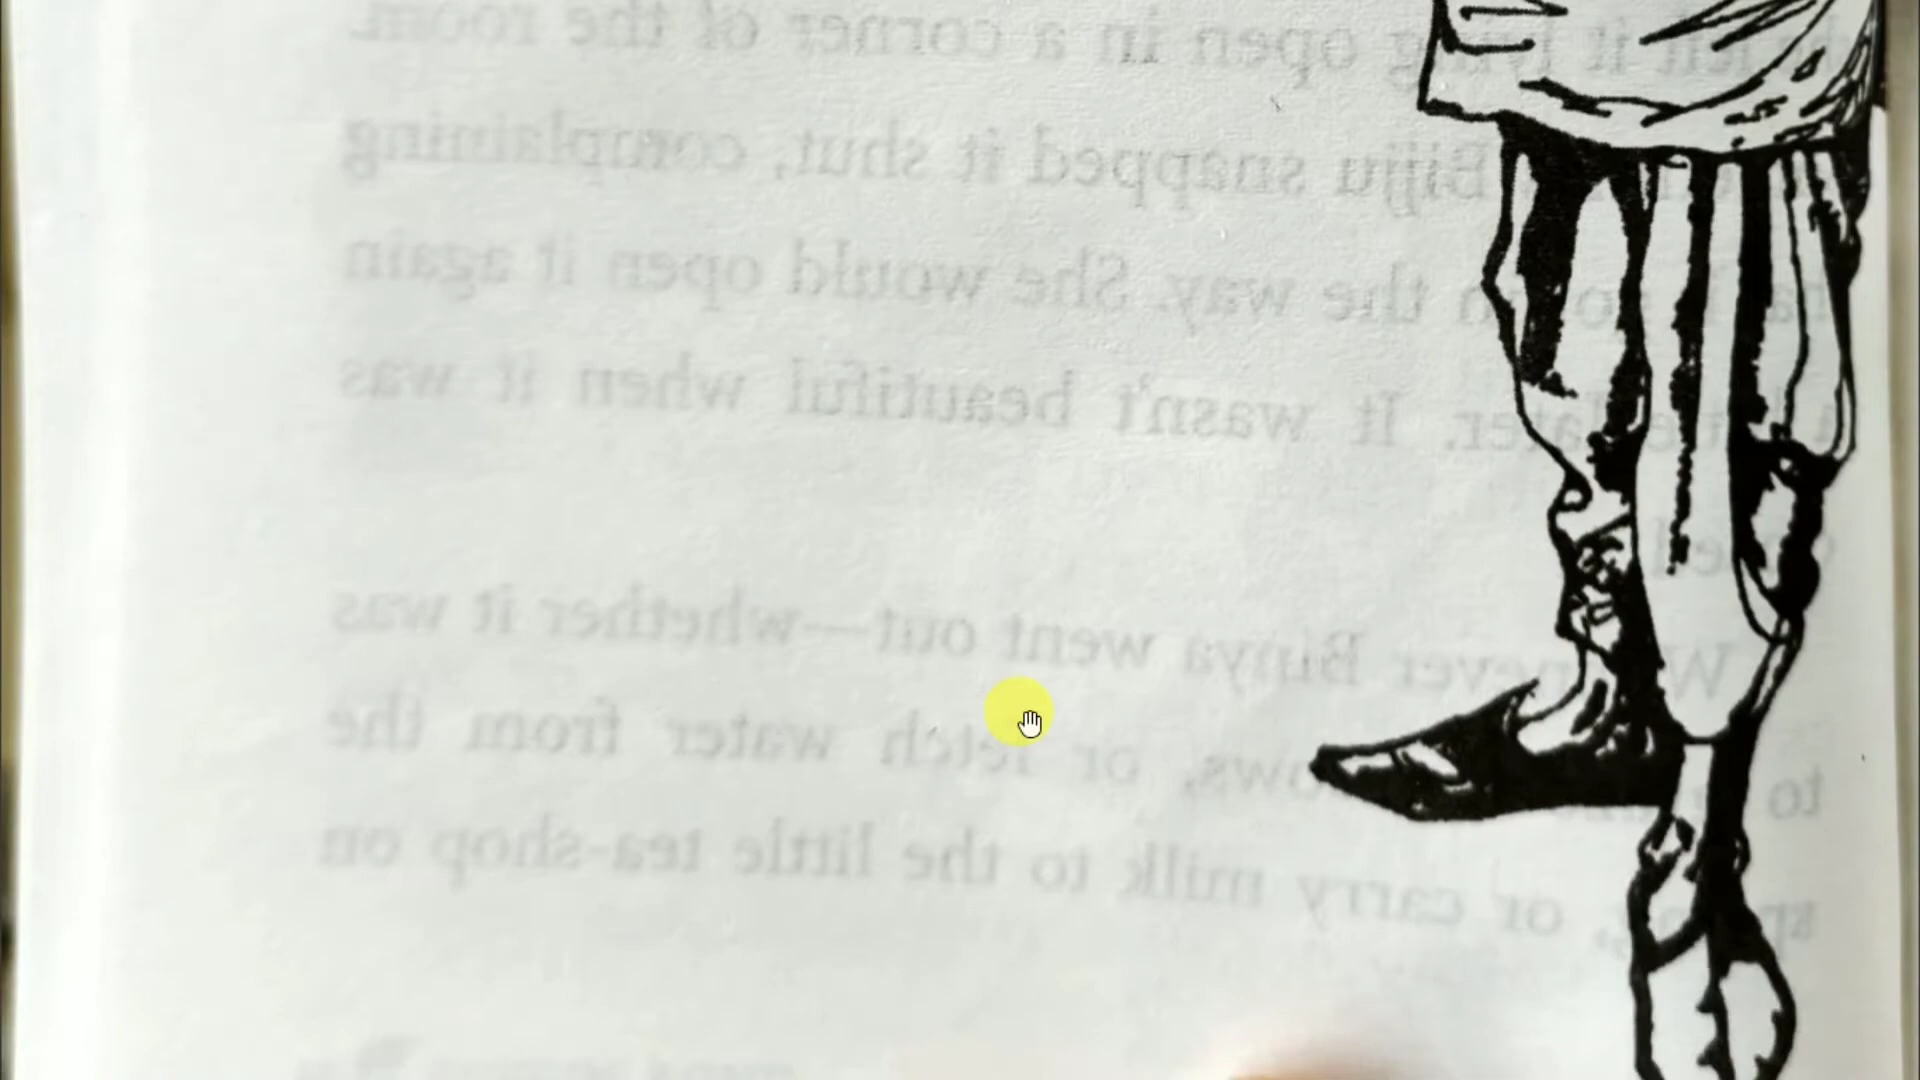 left it lying open in a corner of the room.
Bijju snapped it shut, complaining
the way. She would open it again
later. It wasn't beautiful when it was
Whenever Binya went out—whether it was
to cows, or fetch water from the
or carry milk to the little tea-shop on